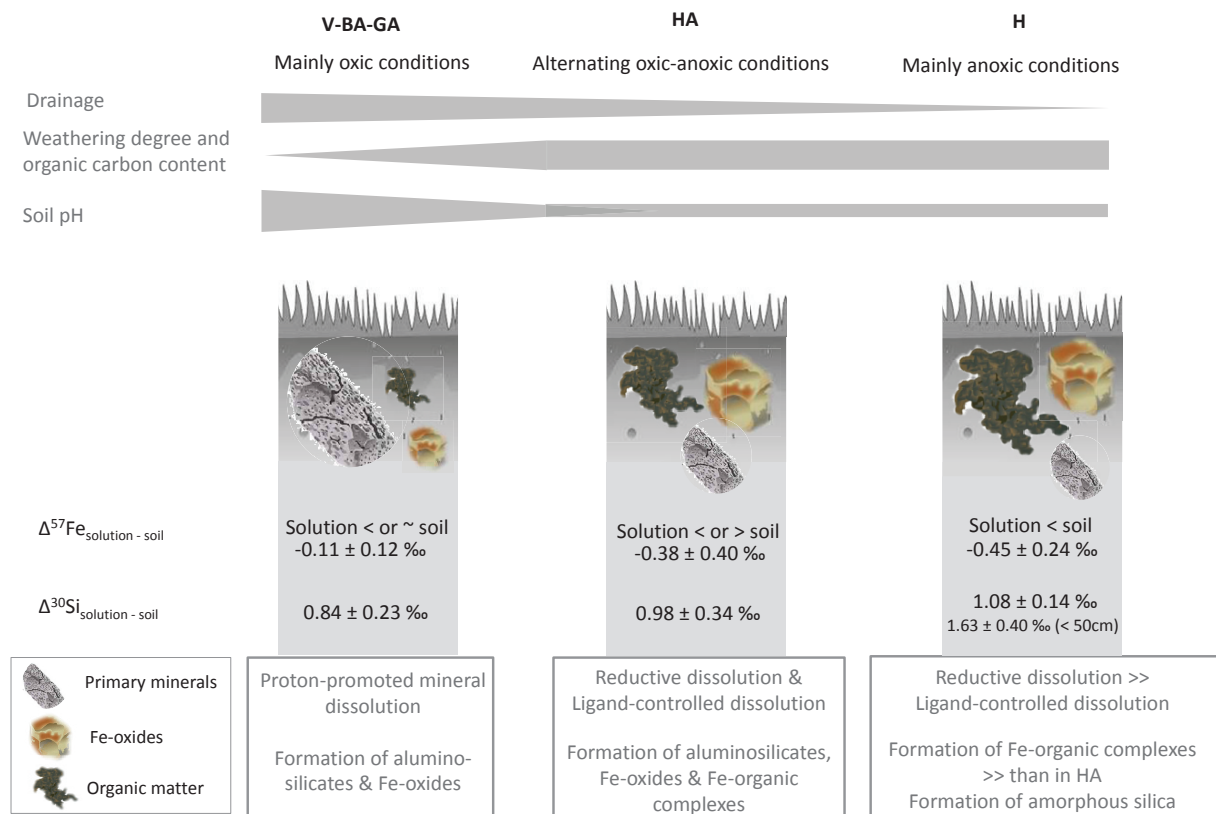 V-BA-GA
HA
H
Mainly oxic conditions
Alternating oxic-anoxic conditions
Mainly anoxic conditions
Drainage
Weathering degree and
organic carbon content
Soil pH
Δ⁵⁷Fe solution - soil
Solution < or ~ soil
-0.11 ± 0.12 ‰
Solution < or > soil
-0.38 ± 0.40 ‰
Solution < soil
-0.45 ± 0.24 ‰
Δ³⁰Si solution - soil
0.84 ± 0.23 ‰
0.98 ± 0.34 ‰
1.08 ± 0.14 ‰
1.63 ± 0.40 ‰ (< 50cm)
Primary minerals
Fe-oxides
Organic matter
Proton-promoted mineral
dissolution
Formation of alumino-
silicates & Fe-oxides
Reductive dissolution &
Ligand-controlled dissolution
Formation of aluminosilicates,
Fe-oxides & Fe-organic
complexes
Reductive dissolution >>
Ligand-controlled dissolution
Formation of Fe-organic complexes
>> than in HA
Formation of amorphous silica